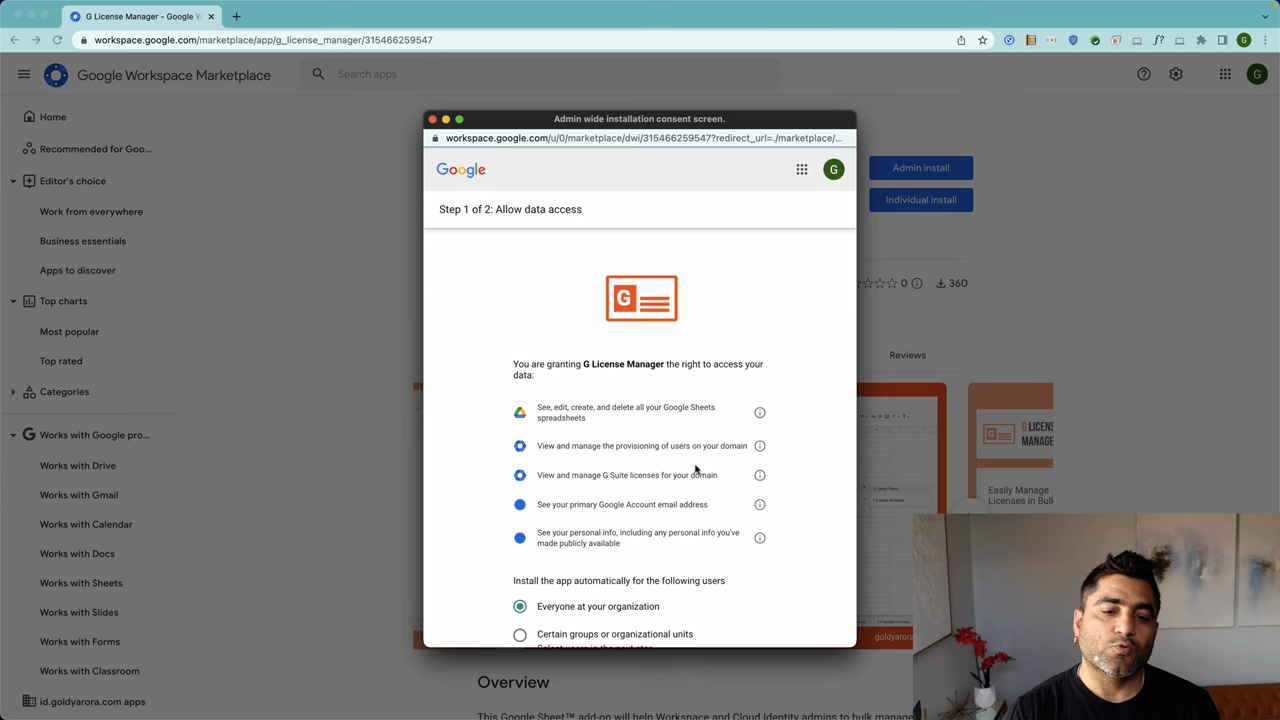 G License Manager - Google W
workspace.google.com/marketplace/app/g_license_manager/315466259547
Google Workspace Marketplace
Search apps
G
Home
Recommended for Goo...
Editor's choice
Work from everywhere
Business essentials
Apps to discover
Top charts
Most popular
Top rated
Categories
Works with Google pro...
Works with Drive
Works with Gmail
Works with Calendar
Works with Docs
Works with Sheets
Works with Slides
Works with Forms
Works with Classroom
id.goldyarora.com apps
Admin wide installation consent screen.
workspace.google.com/u/0/marketplace/dwi/315466259547?redirect_url=./marketplace/...
Google
G
Step 1 of 2: Allow data access
G
You are granting G License Manager the right to access your
data:
See, edit, create, and delete all your Google Sheets
spreadsheets
View and manage the provisioning of users on your domain
View and manage G Suite licenses for your domain
See your primary Google Account email address
See your personal info, including any personal info you've
made publicly available
Install the app automatically for the following users
Everyone at your organization
Certain groups or organizational units
Select users in the next step
Admin install
Individual install
0
360
Reviews
G LICENSE
MANAG
Easily Manage
Licenses in Bulk
goldyarora
Overview
This Google Sheet™ add-on will help Workspace and Cloud Identity admins to bulk manage